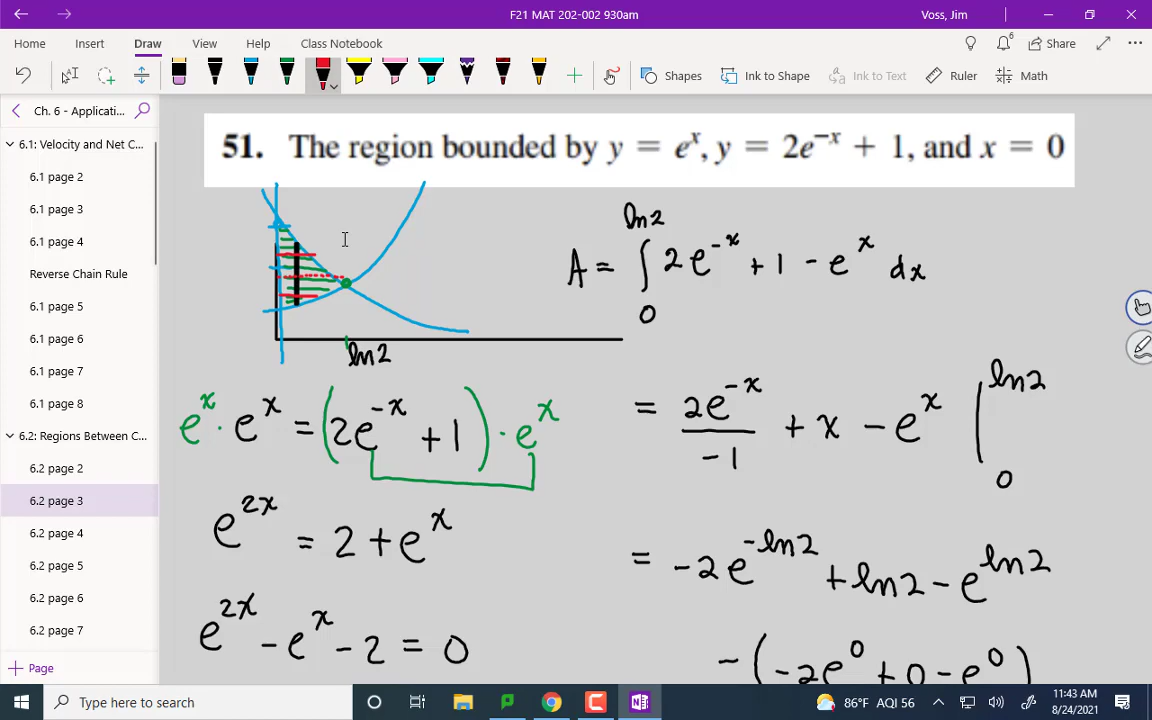 F21 MAT 202-002 930am
Voss, Jim
Home Insert Draw View Help Class Notebook
Share
Shapes
Ink to Shape
Ink to Text
Ruler
Math
Ch. 6 - Applicati...
6.1: Velocity and Net C...
6.1 page 2
6.1 page 3
6.1 page 4
Reverse Chain Rule
6.1 page 5
6.1 page 6
6.1 page 7
6.1 page 8
6.2: Regions Between C...
6.2 page 2
6.2 page 3
6.2 page 4
6.2 page 5
6.2 page 6
6.2 page 7
+ Page
51. The region bounded by y = e^x, y = 2e^−x + 1, and x = 0
ln2
e^x · e^x = (2e^-x + 1) · e^x
e^2x = 2 + e^x
e^2x - e^x - 2 = 0
A = ∫_0^ln2 2e^-x + 1 - e^x dx
= 2e^-x/-1 + x - e^x |_0^ln2
= -2e^-ln2 + ln2 - e^ln2
- (-2e^0 + 0 - e^0)
Type here to search
86°F AQI 56
11:43 AM
8/24/2021
6